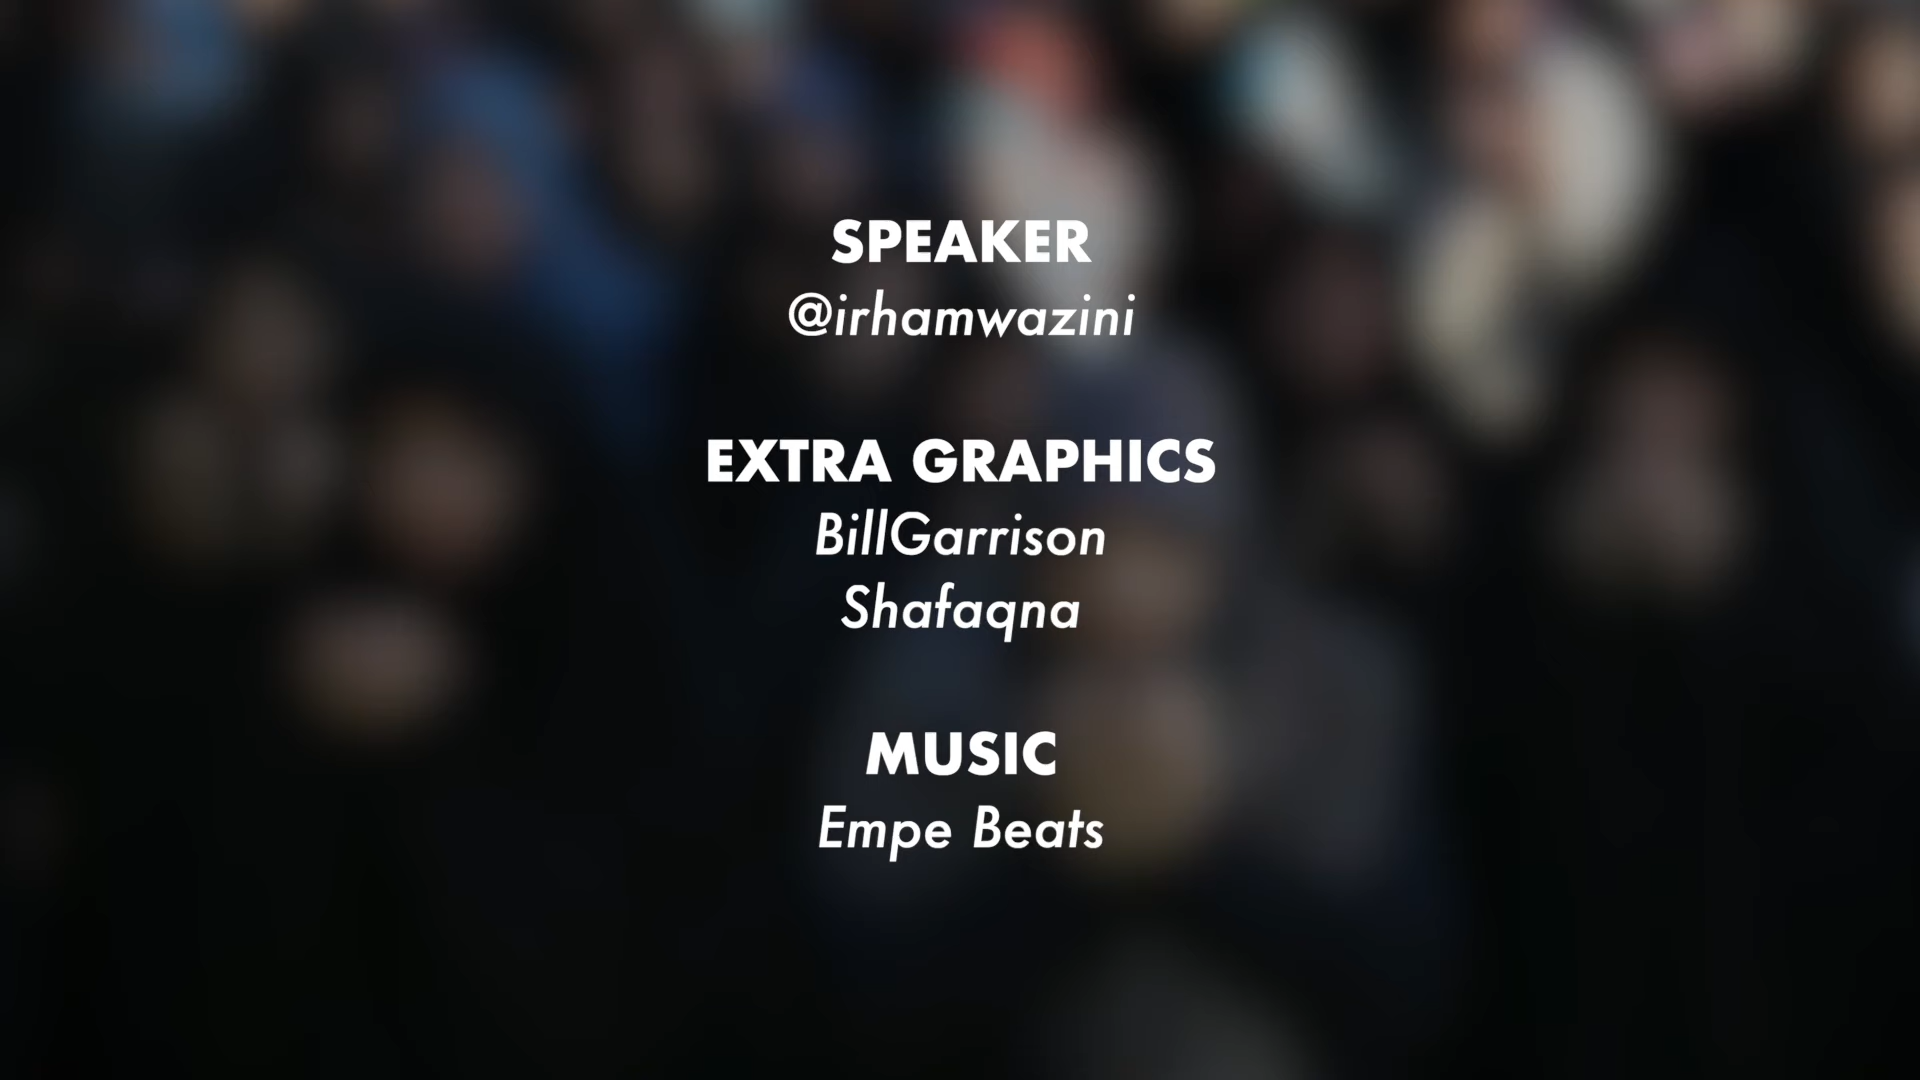 SPEAKER
@irhamwazini
EXTRA GRAPHICS
BillGarrison
Shafaqna
MUSIC
Empe Beats